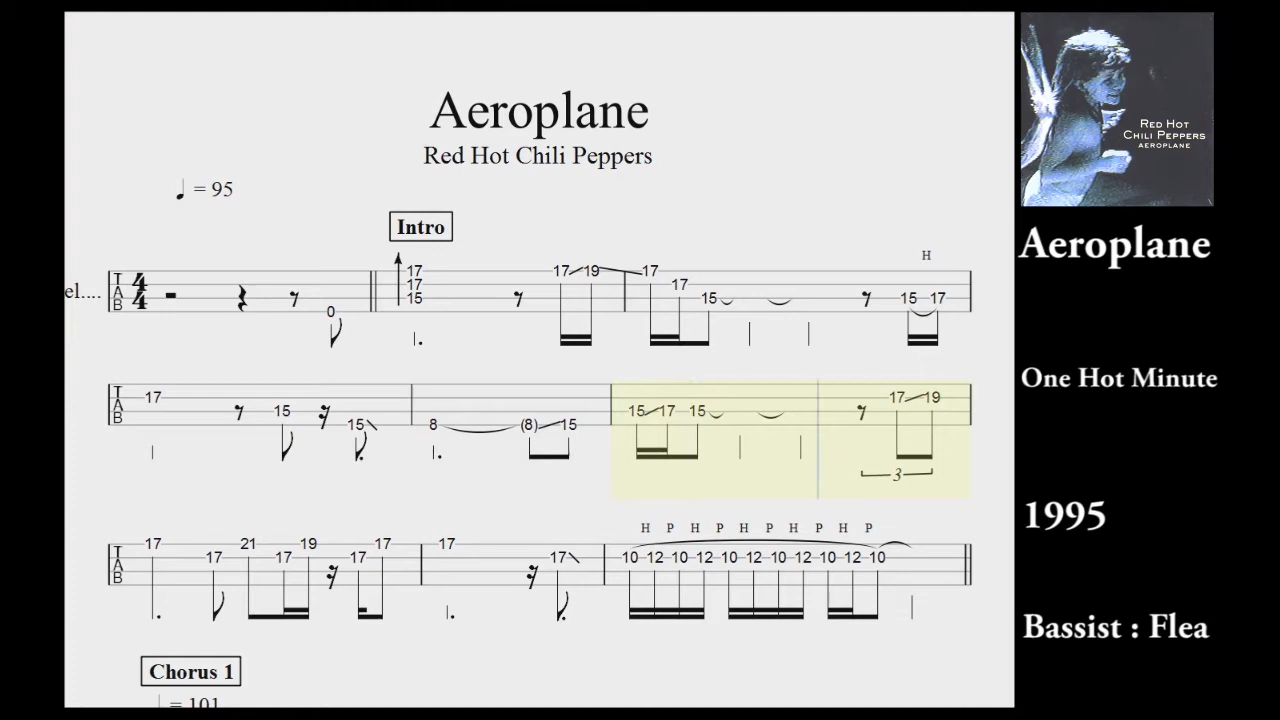 Aeroplane
Red Hot Chili Peppers
♩ = 95
Intro
el....
T A B 4 4 0 17 17 15 17 19 17 17 15 H 15 17
T A B 17 15 15 8 (8) 15 15 17 15 17 19 3
H P H P H P H P H P
T A B 17 17 21 17 19 17 17 17 17 10 12 10 12 10 12 10 12 10 12 10
Chorus 1
= 101
Red Hot
Chili Peppers
Aeroplane
Aeroplane
One Hot Minute
1995
Bassist : Flea